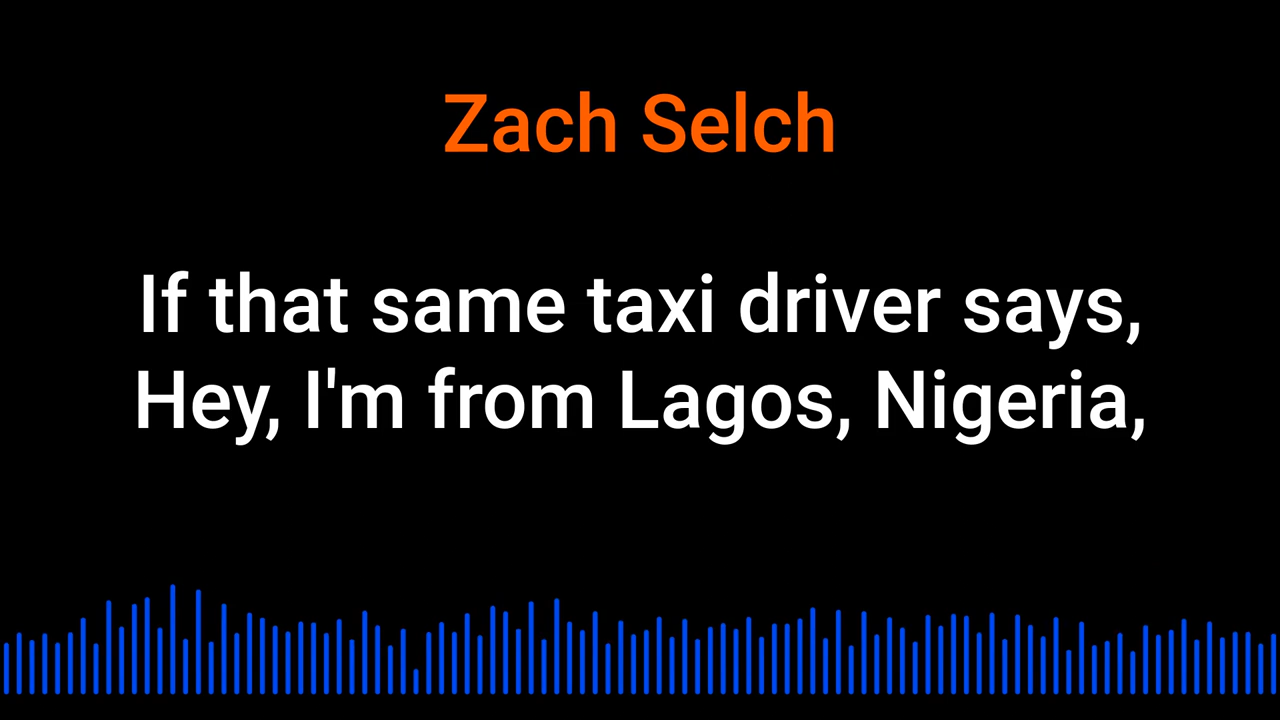 Zach Selch
If that same taxi driver says,
Hey, I'm from Lagos, Nigeria,